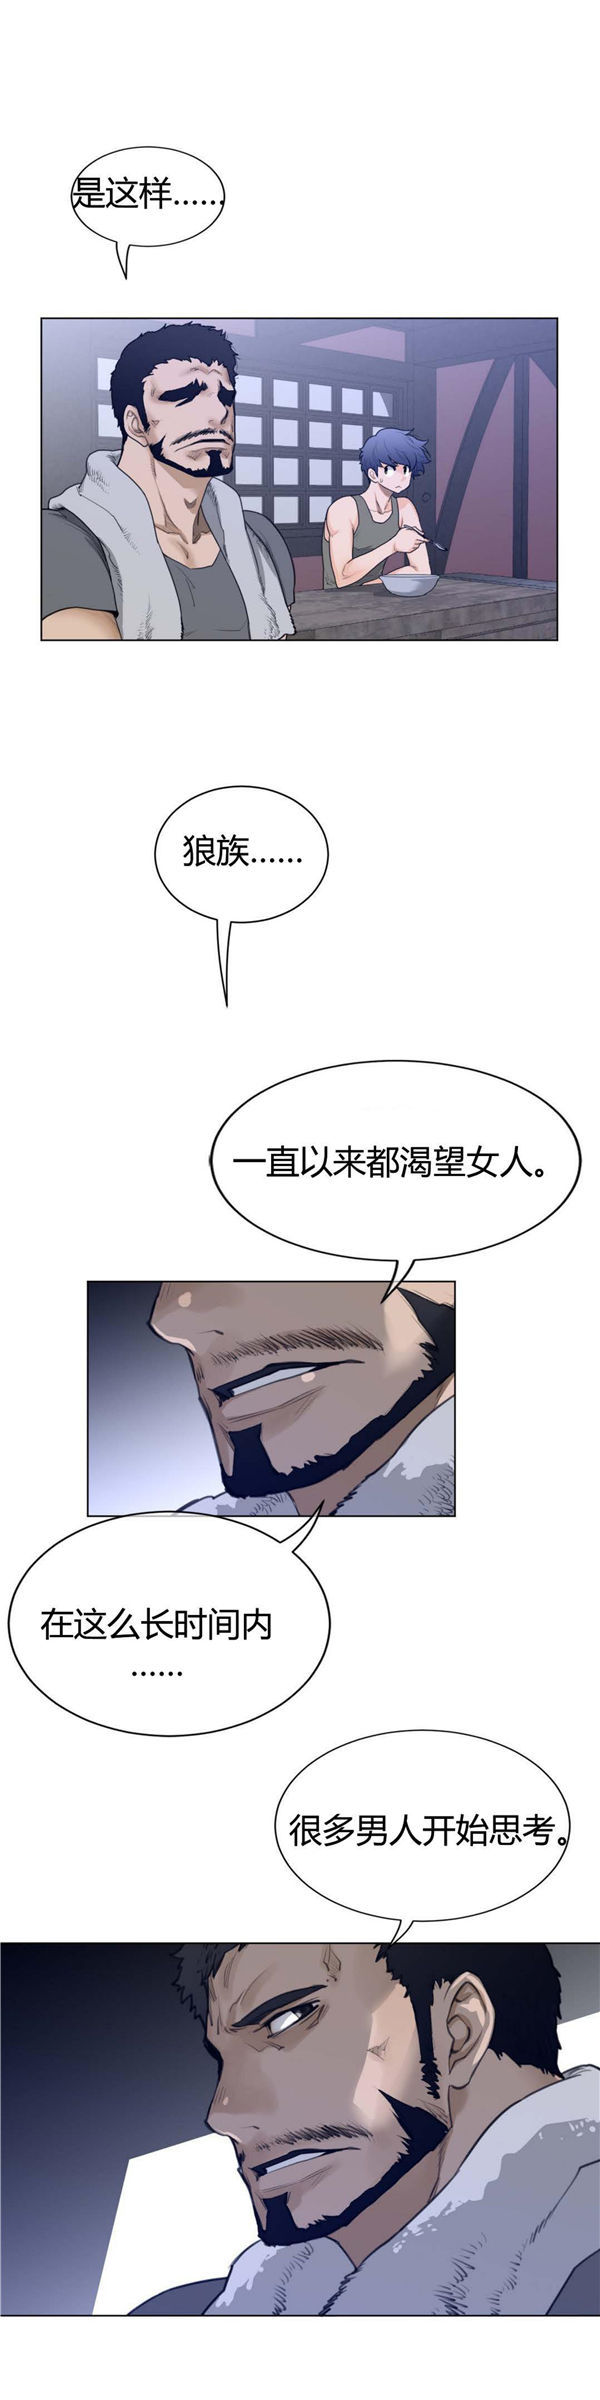 是这样……
狼族……
一直以来都渴望女人。
在这么长时间内
……
很多男人开始思考。